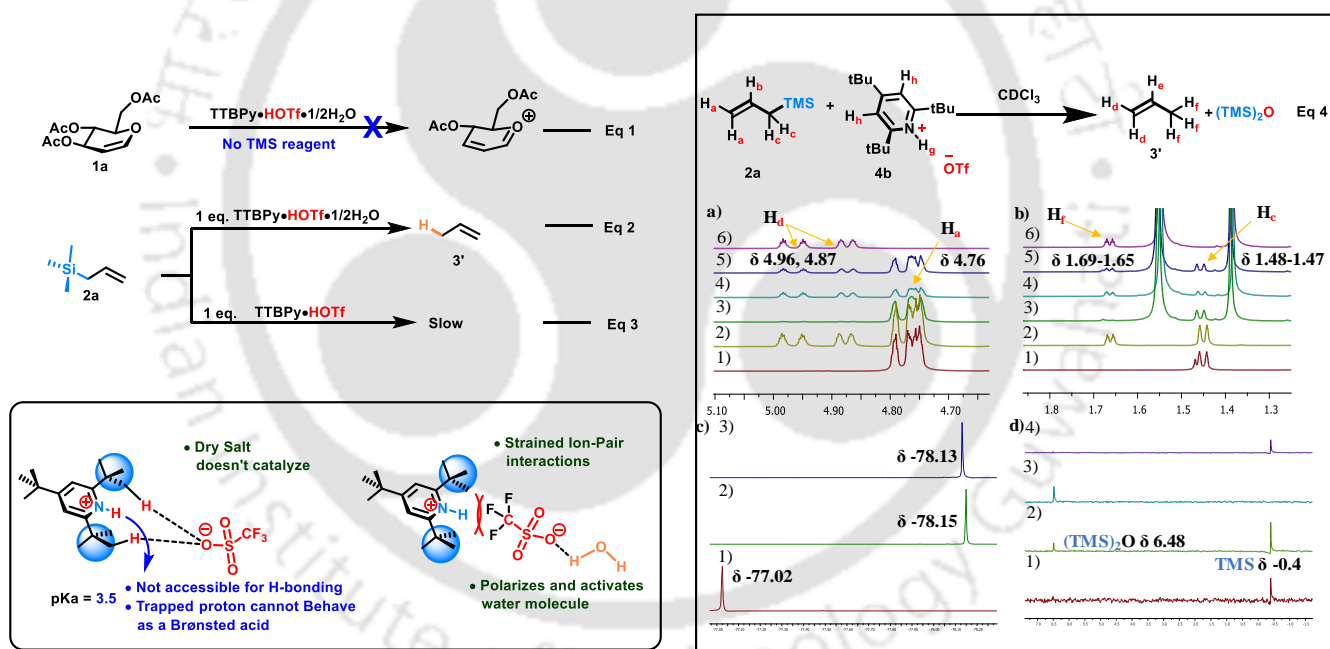 OAc
AcO
AcO
O
1a
TTBPy•HOTf•1/2H2O
X
No TMS reagent
OAc
AcO
O
⊕
Eq 1
1 eq. TTBPy•HOTf•1/2H2O
H
3'
Eq 2
Si
2a
1 eq. TTBPy•HOTf
Slow
Eq 3
• Dry Salt
doesn't catalyze
N-H
H
H
O
S
O
O
CF3
pKa = 3.5
• Not accessible for H-bonding
• Trapped proton cannot Behave
as a Brønsted acid
• Strained Ion-Pair
interactions
N-H
F
F
F
C
O
S
O
O
H
O
H
• Polarizes and activates
water molecule
Hb
TMS
Ha
Ha
Hc
Hc
2a
+
tBu
Hh
Hh
tBu
tBu
N
+
Hg
4b
OTf
CDCl3
He
Hd
Hd
Hf
Hf
Hf
3'
+ (TMS)2O
Eq 4
a)
Hd
Ha
6)
5)
δ 4.96, 4.87
δ 4.76
4)
3)
2)
1)
5.10 5.00 4.90 4.80 4.70
b)
Hf
Hc
6)
5)
δ 1.69-1.65
δ 1.48-1.47
4)
3)
2)
1)
1.8 1.7 1.6 1.5 1.4 1.3
c)
3)
δ -78.13
2)
δ -78.15
1)
δ -77.02
d)
4)
3)
2)
(TMS)2O δ 6.48
1)
TMS δ -0.4
Indian Institute of Technology Guwahati